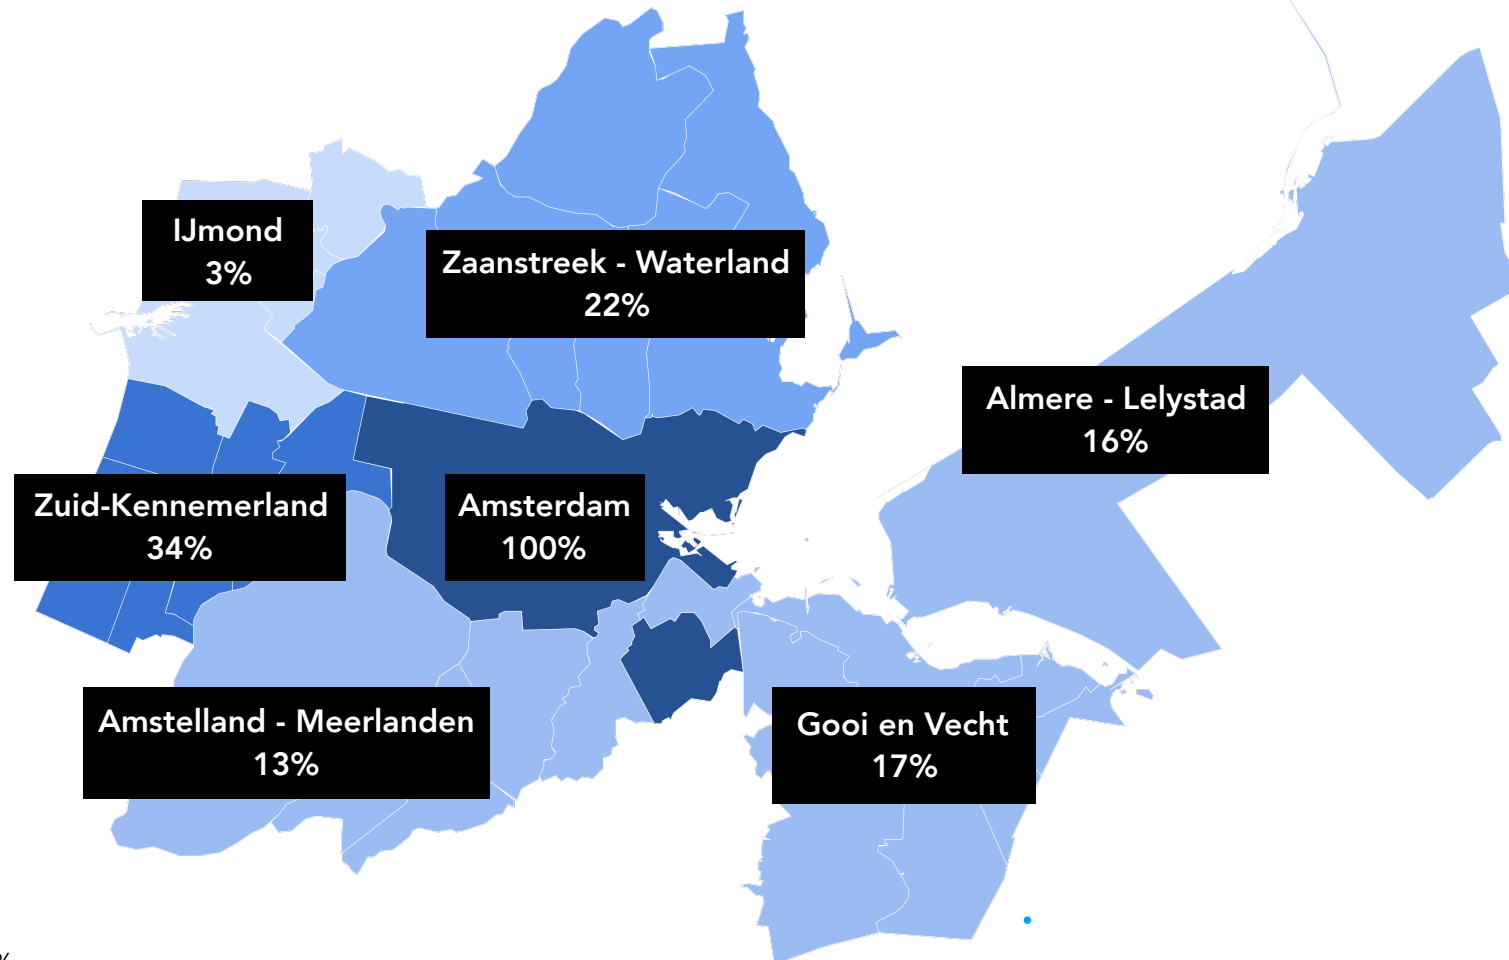 IJmond
3%
Zaanstreek - Waterland
22%
Almere - Lelystad
16%
Zuid-Kennemerland
34%
Amsterdam
100%
Amstelland - Meerlanden
13%
Gooi en Vecht
17%
%